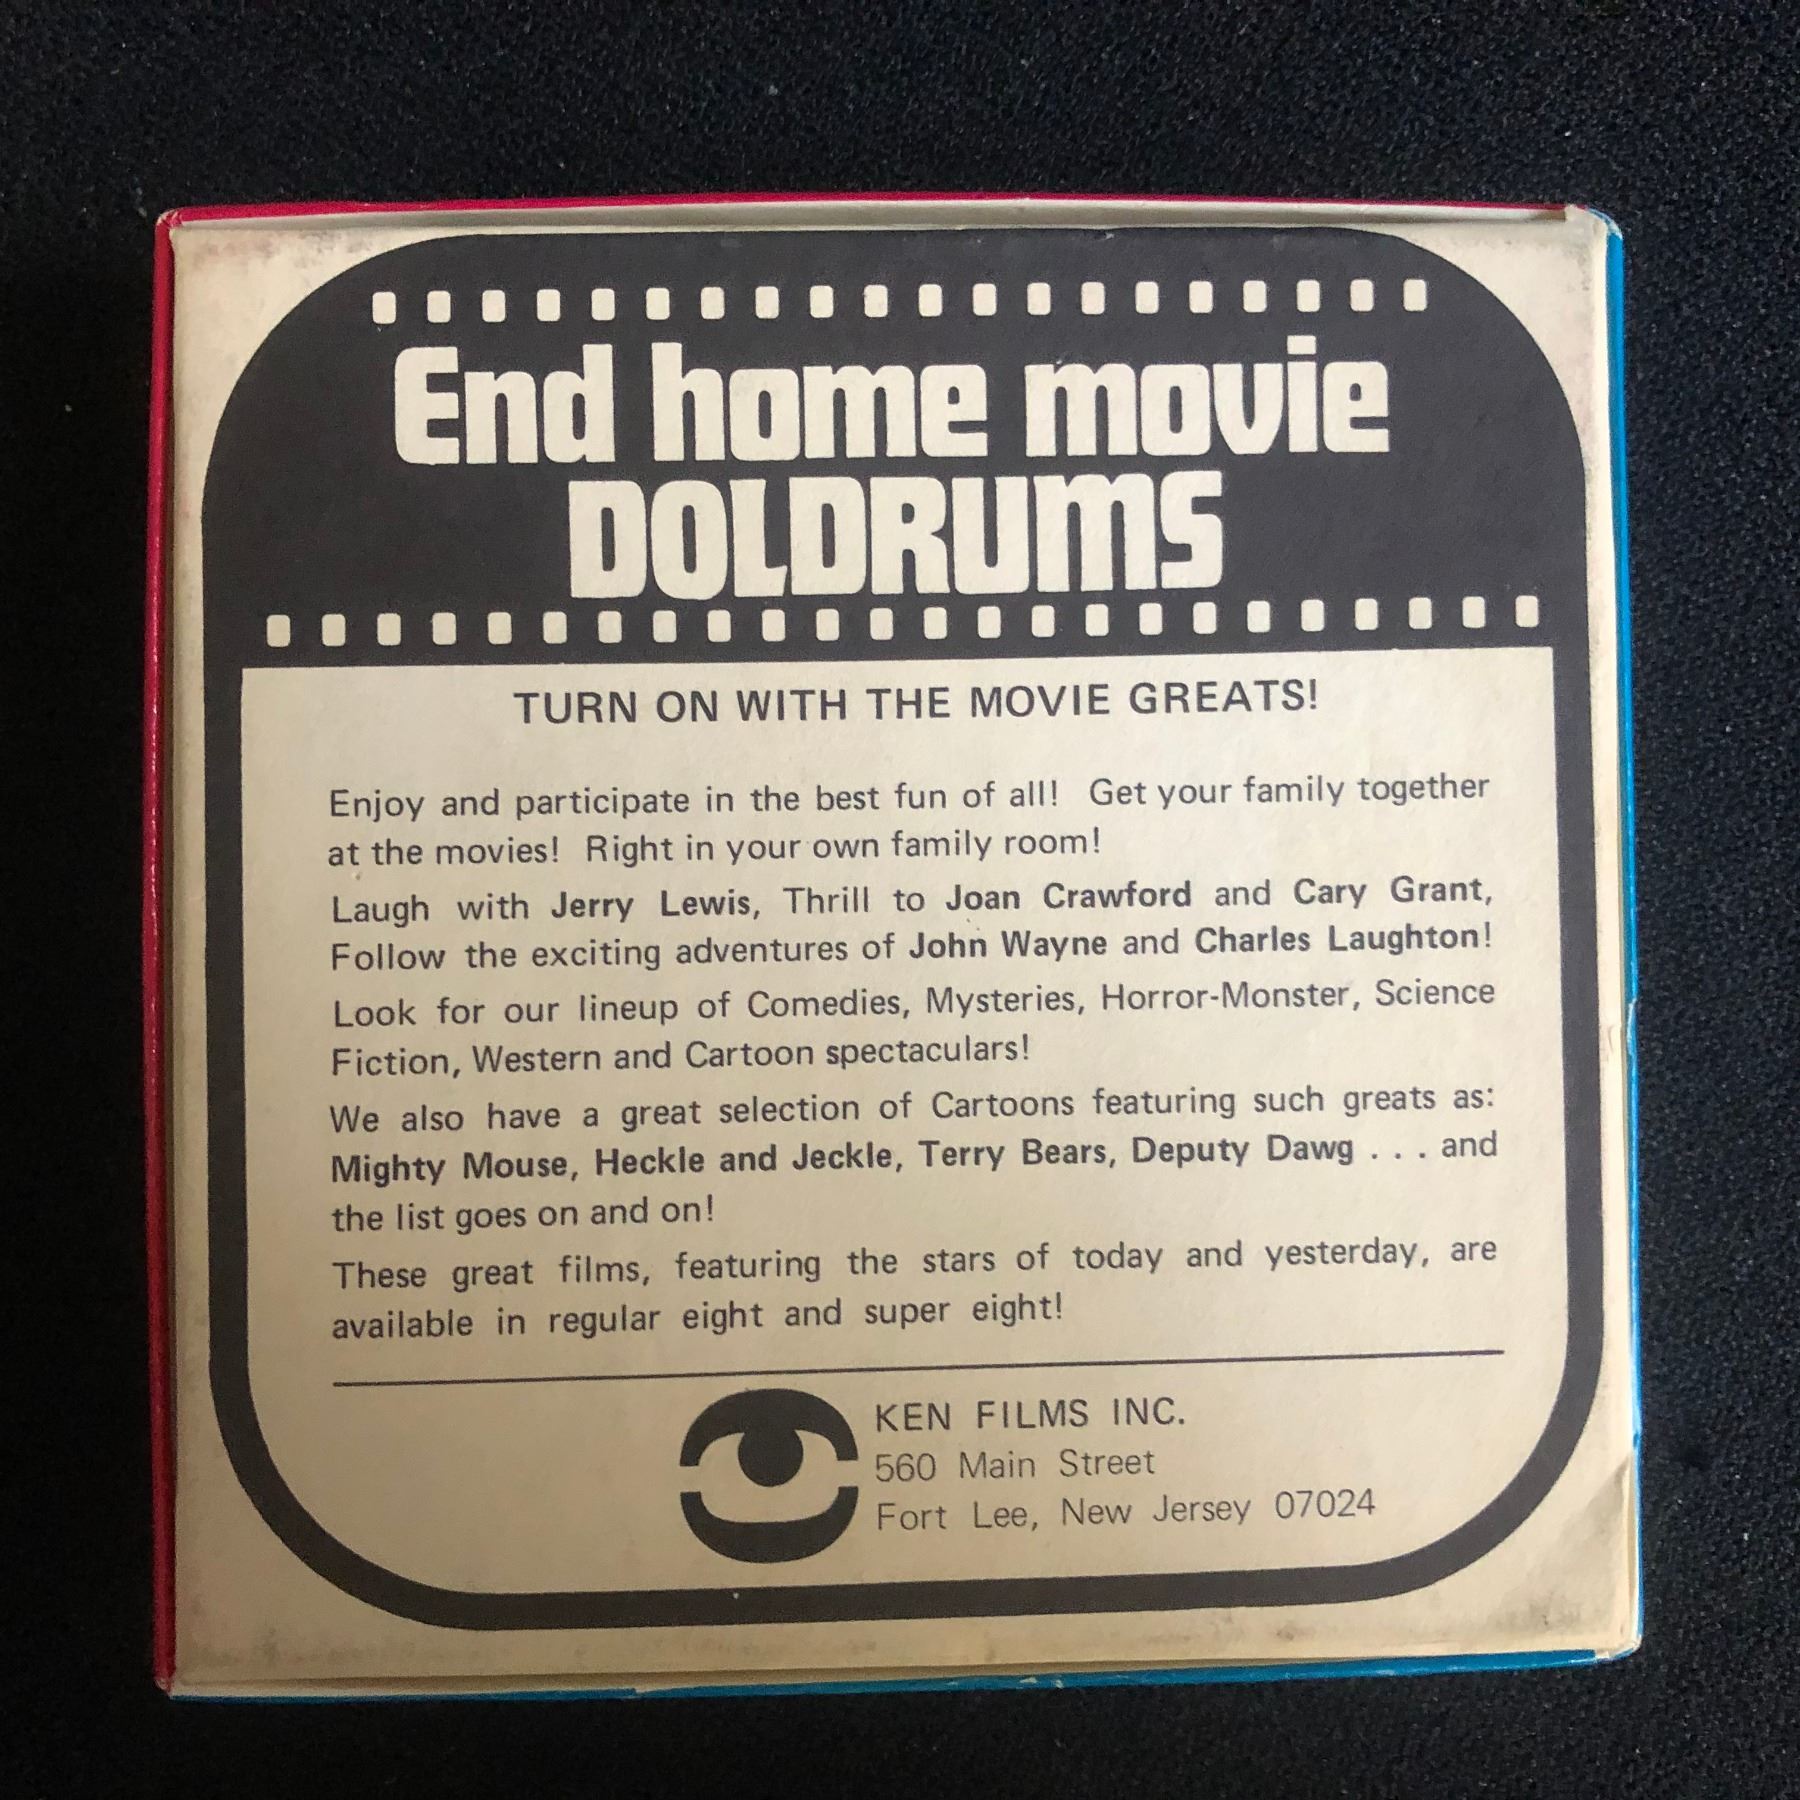 End home movie
DOLDRUMS
TURN ON WITH THE MOVIE GREATS!
Enjoy and participate in the best fun of all! Get your family together
at the movies! Right in your own family room!
Laugh with Jerry Lewis, Thrill to Joan Crawford and Cary Grant,
Follow the exciting adventures of John Wayne and Charles Laughton!
Look for our lineup of Comedies, Mysteries, Horror-Monster, Science
Fiction, Western and Cartoon spectaculars!
We also have a great selection of Cartoons featuring such greats as:
Mighty Mouse, Heckle and Jeckle, Terry Bears, Deputy Dawg . . . and
the list goes on and on!
These great films, featuring the stars of today and yesterday, are
available in regular eight and super eight!
KEN FILMS INC.
560 Main Street
Fort Lee, New Jersey 07024